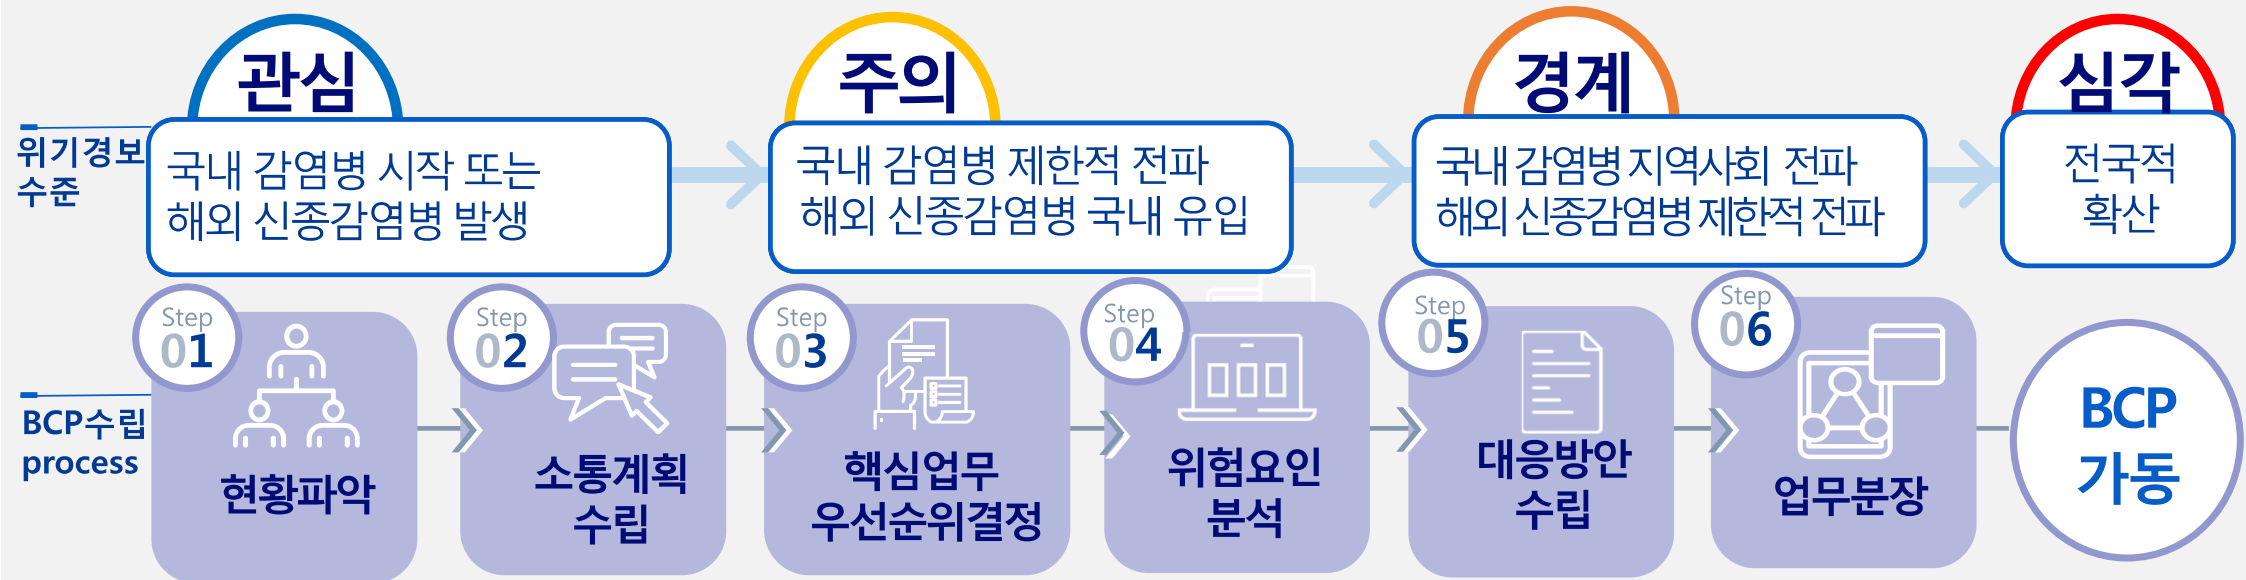 관심
주의
경계
심각
위기경보
수준
국내 감염병 시작 또는
해외 신종감염병 발생
국내 감염병 제한적 전파
해외 신종감염병 국내 유입
국내 감염병 지역사회 전파
해외 신종감염병 제한적 전파
전국적
확산
BCP수립
process
Step
01
현황파악
Step
02
소통계획
수립
Step
03
핵심업무
우선순위결정
Step
04
위험요인
분석
Step
05
대응방안
수립
Step
06
업무분장
BCP
가동